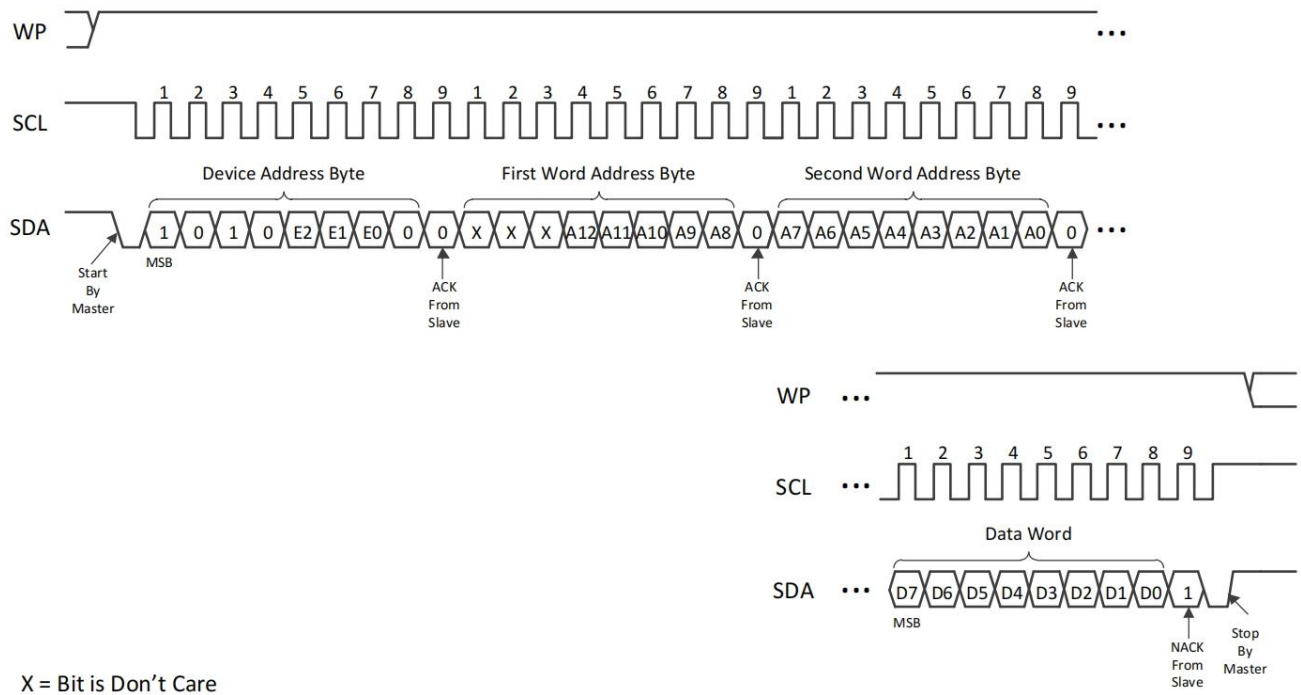 WP
...
1 2 3 4 5 6 7 8 9 1 2 3 4 5 6 7 8 9 1 2 3 4 5 6 7 8 9
SCL
...
Device Address Byte
First Word Address Byte
Second Word Address Byte
SDA
1 0 1 0 E2 E1 E0 0 0 X X X A12 A11 A10 A9 A8 0 A7 A6 A5 A4 A3 A2 A1 A0 0
...
MSB
Start
By
Master
ACK
From
Slave
ACK
From
Slave
ACK
From
Slave
WP
...
1 2 3 4 5 6 7 8 9
SCL
...
Data Word
SDA
...
D7 D6 D5 D4 D3 D2 D1 D0 1
MSB
NACK
From
Slave
Stop
By
Master
X = Bit is Don’t Care